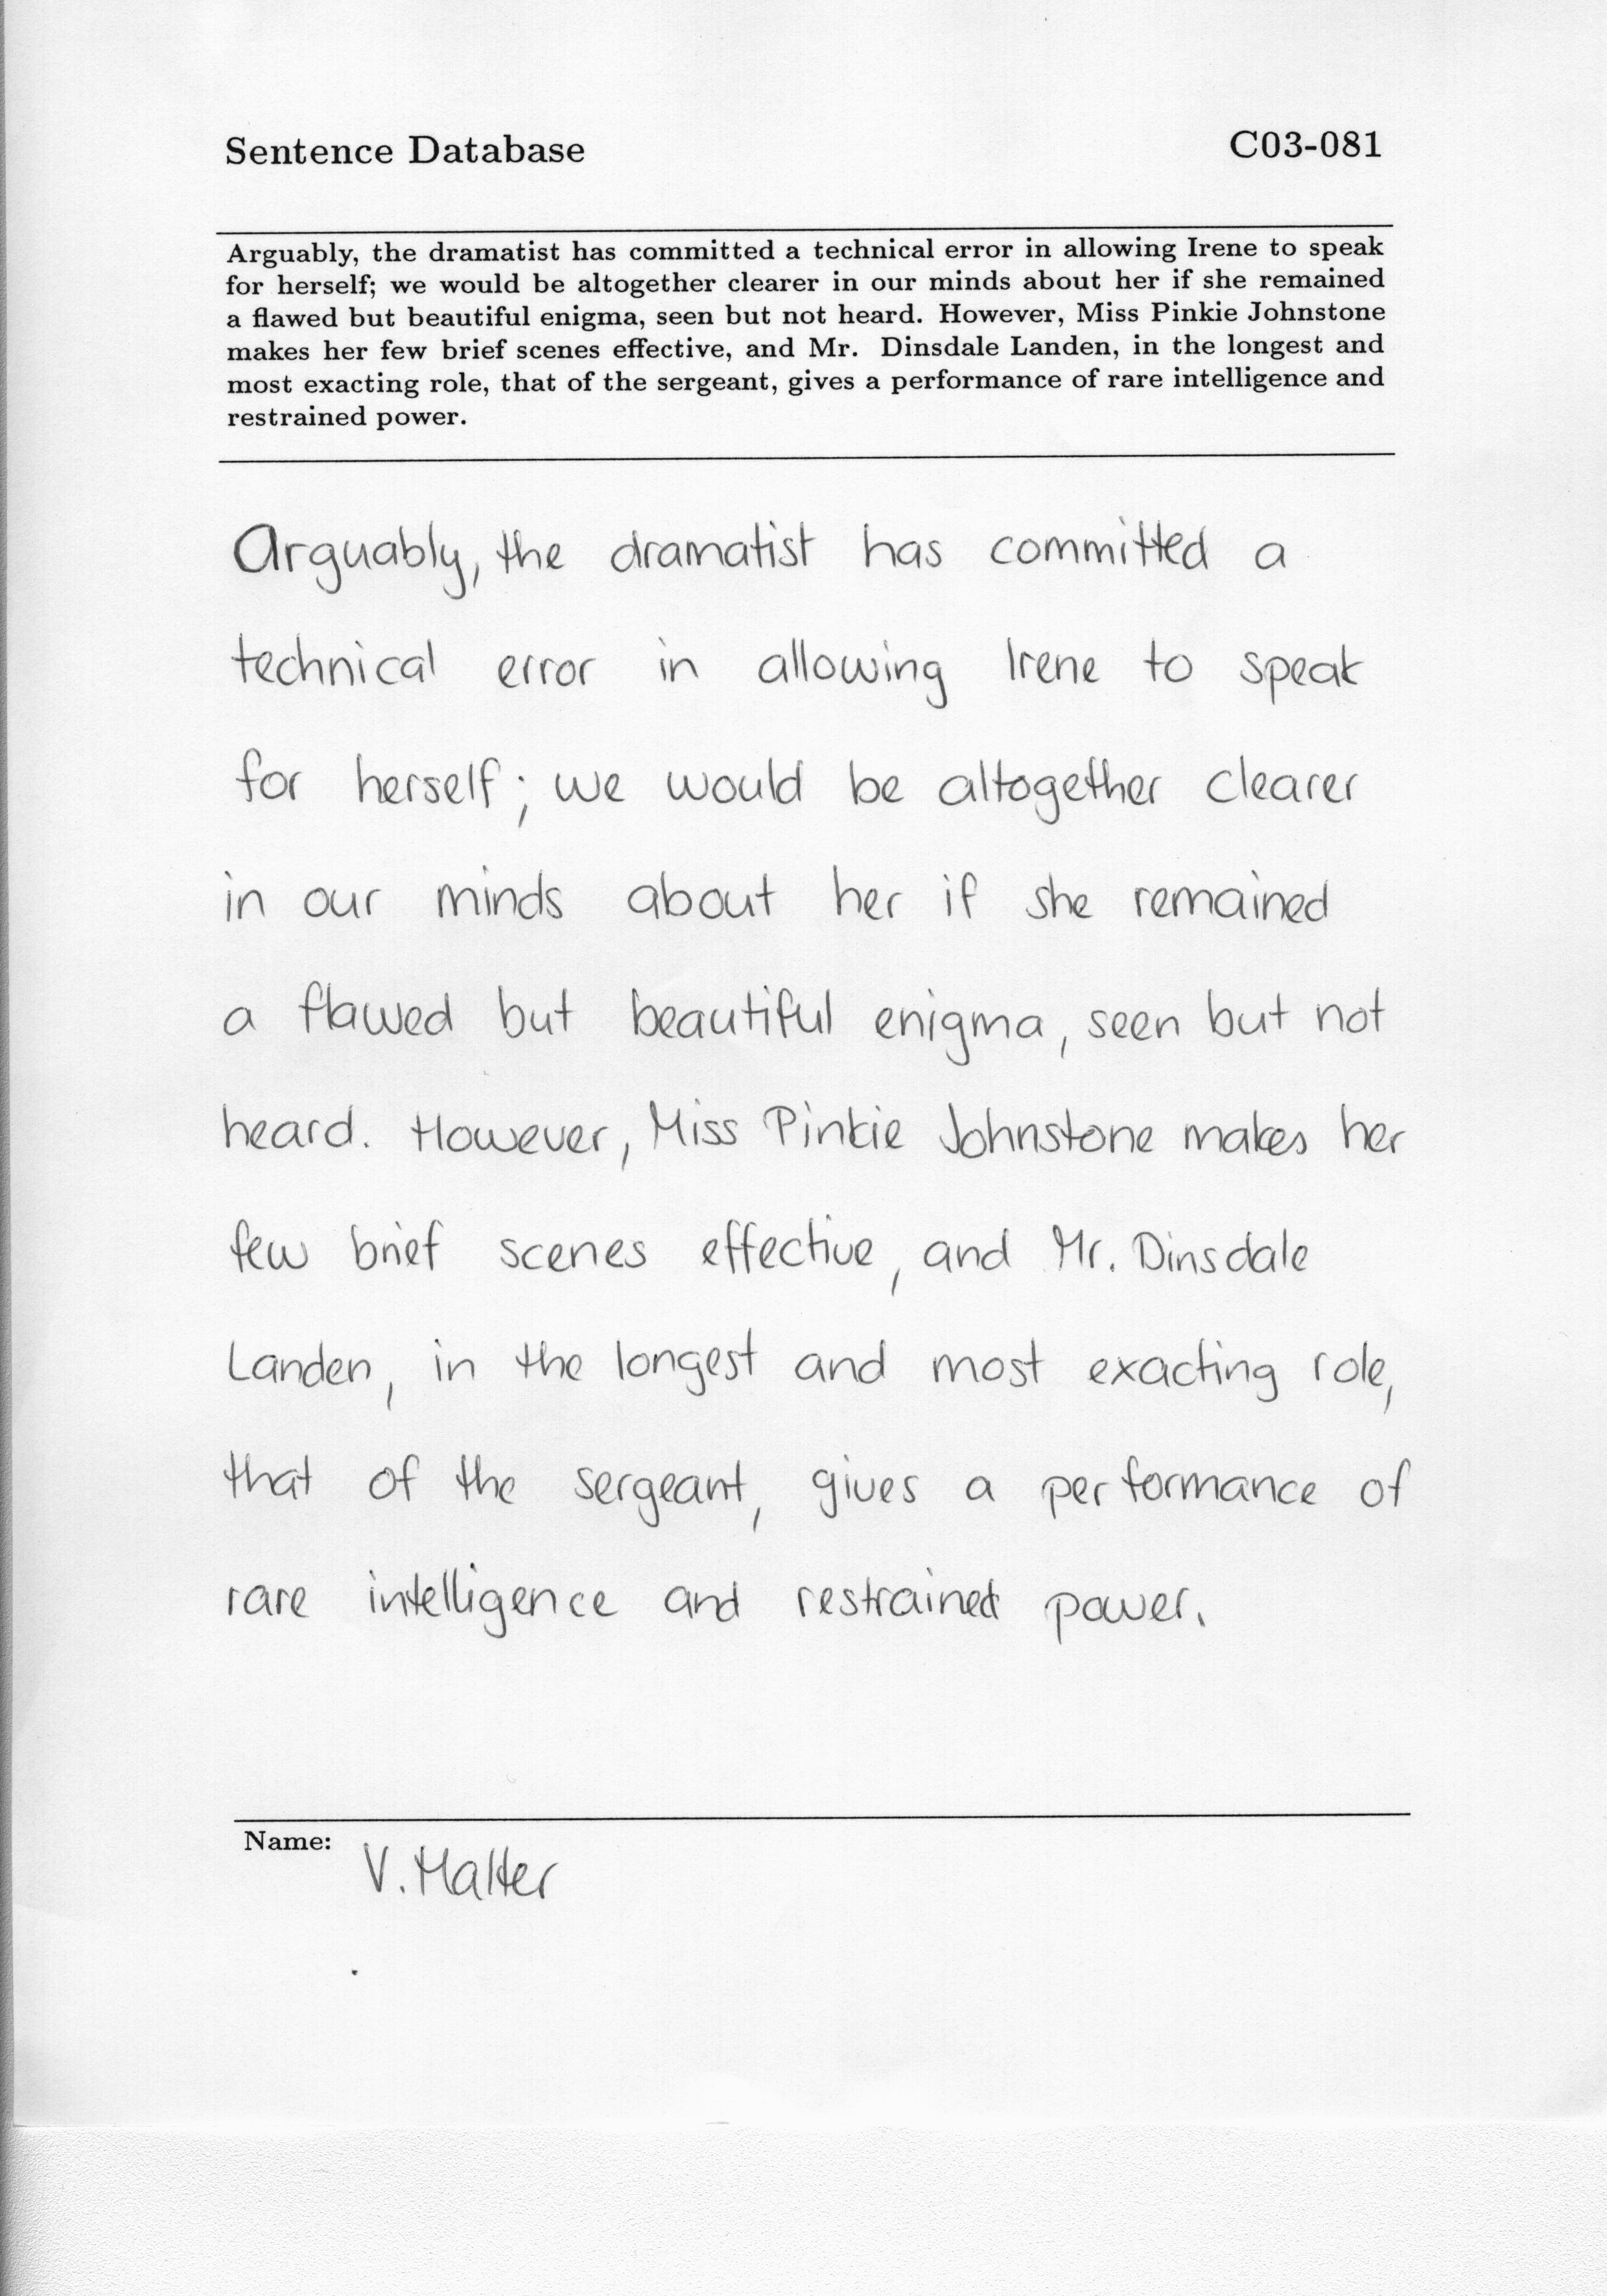 Sentence Database C03-081
Arguably, the dramatist has committed a technical error in allowing Irene to speak
for herself; we would be altogether clearer in our minds about her if she remained
a flawed but beautiful enigma, seen but not heard. However, Miss Pinkie Johnstone
makes her few brief scenes effective, and Mr. Dinsdale Landen, in the longest and
most exacting role, that of the sergeant, gives a performance of rare intelligence and
restrained power.
Arguably, the dramatist has committed a
technical error in allowing Irene to speak
for herself; we would be altogether clearer
in our minds about her if she remained
a flawed but beautiful enigma, seen but not
heard. However, Miss Pinkie Johnstone makes her
few brief scenes effective, and Mr. Dinsdale
Landen, in the longest and most exacting role,
that of the sergeant, gives a performance of
rare intelligence and restrained power.
Name: V. Malter